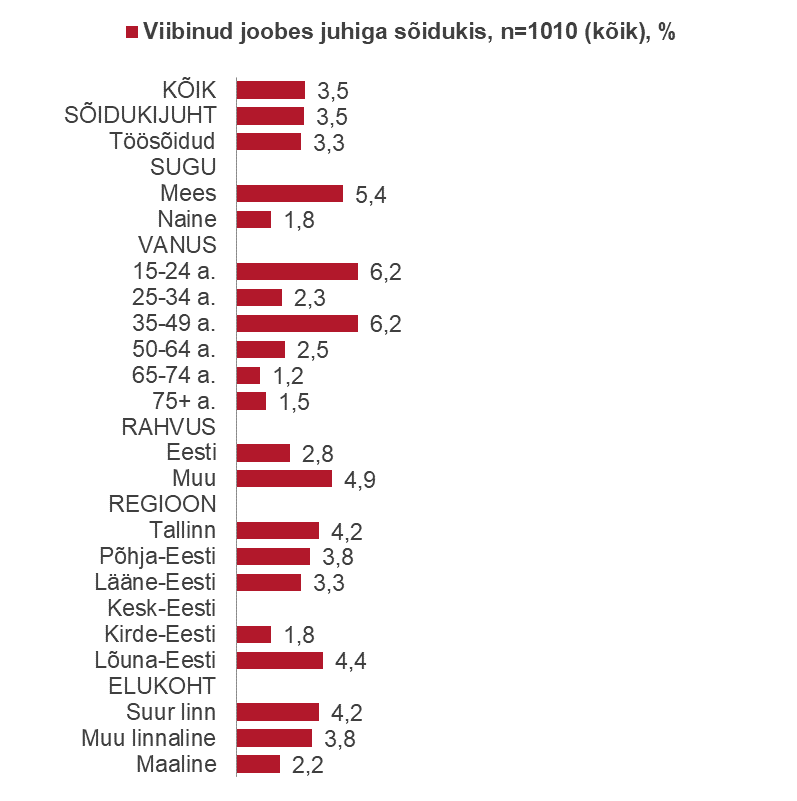 Viibinud joobes juhiga sõidukis, n=1010 (kõik), %
KÕIK 3,5
SÕIDUKIJUHT 3,5
Töösõidud 3,3
SUGU
Mees 5,4
Naine 1,8
VANUS
15-24 a. 6,2
25-34 a. 2,3
35-49 a. 6,2
50-64 a. 2,5
65-74 a. 1,2
75+ a. 1,5
RAHVUS
Eesti 2,8
Muu 4,9
REGIOON
Tallinn 4,2
Põhja-Eesti 3,8
Lääne-Eesti 3,3
Kesk-Eesti
Kirde-Eesti 1,8
Lõuna-Eesti 4,4
ELUKOHT
Suur linn 4,2
Muu linnaline 3,8
Maaline 2,2